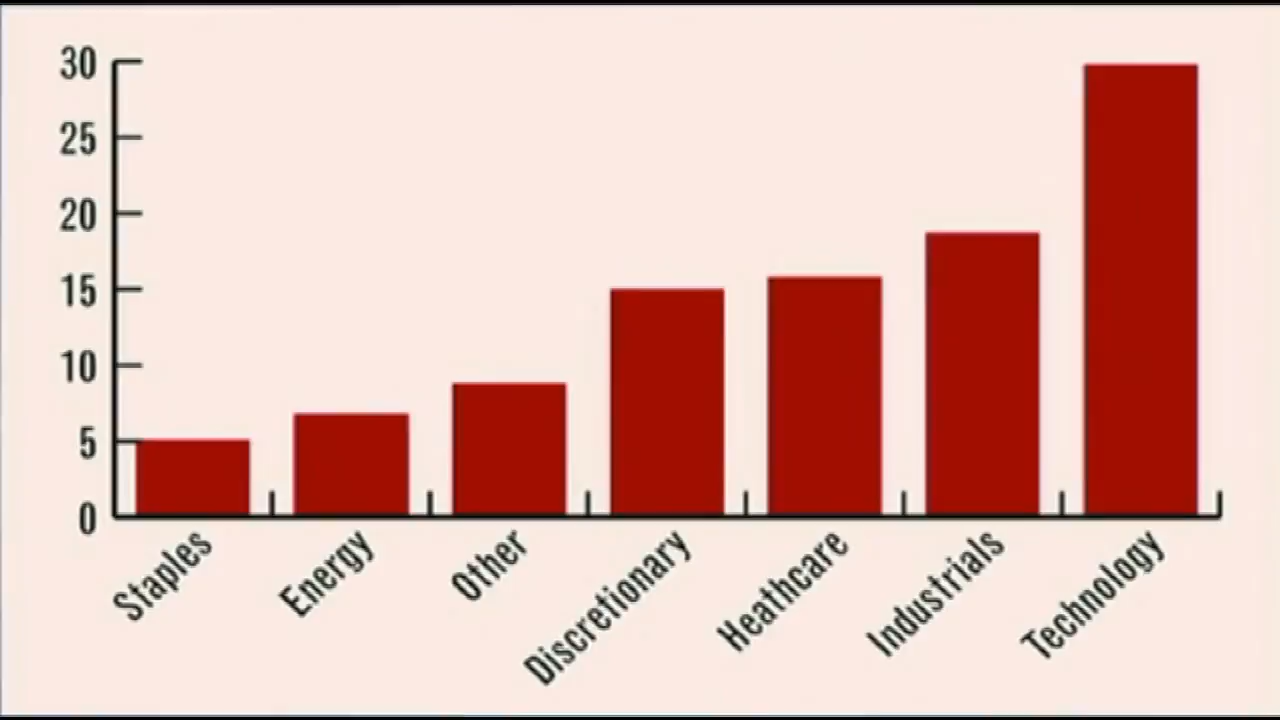 30
25
20
15
10
5
0
Staples
Energy
Other
Discretionary
Heathcare
Industrials
Technology